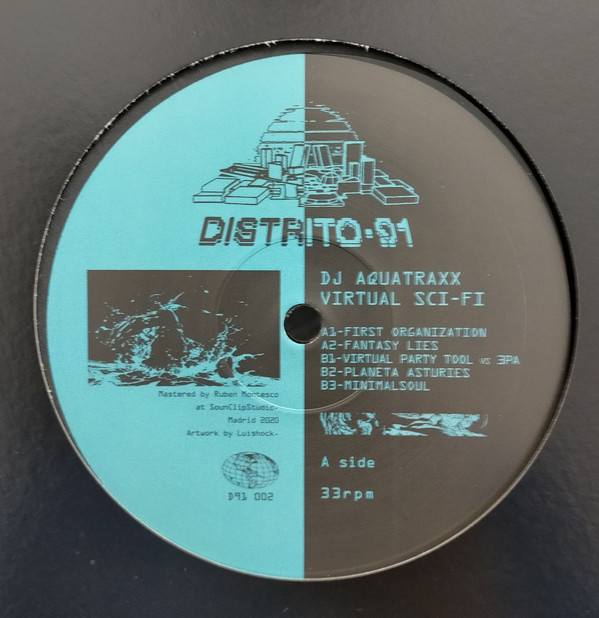 DISTRITO-91
DJ AQUATRAXX
VIRTUAL SCI-FI
A1-FIRST ORGANIZATION
A2-FANTASY LIES
B1-VIRTUAL PARTY TOOL vs 3PA
B2-PLANETA ASTURIES
B3-MINIMALSOUL
Mastered by Ruben Montesco
at SounClipStudio-
Madrid 2020
Artwork by Luishock-
A side
33rpm
D91 002